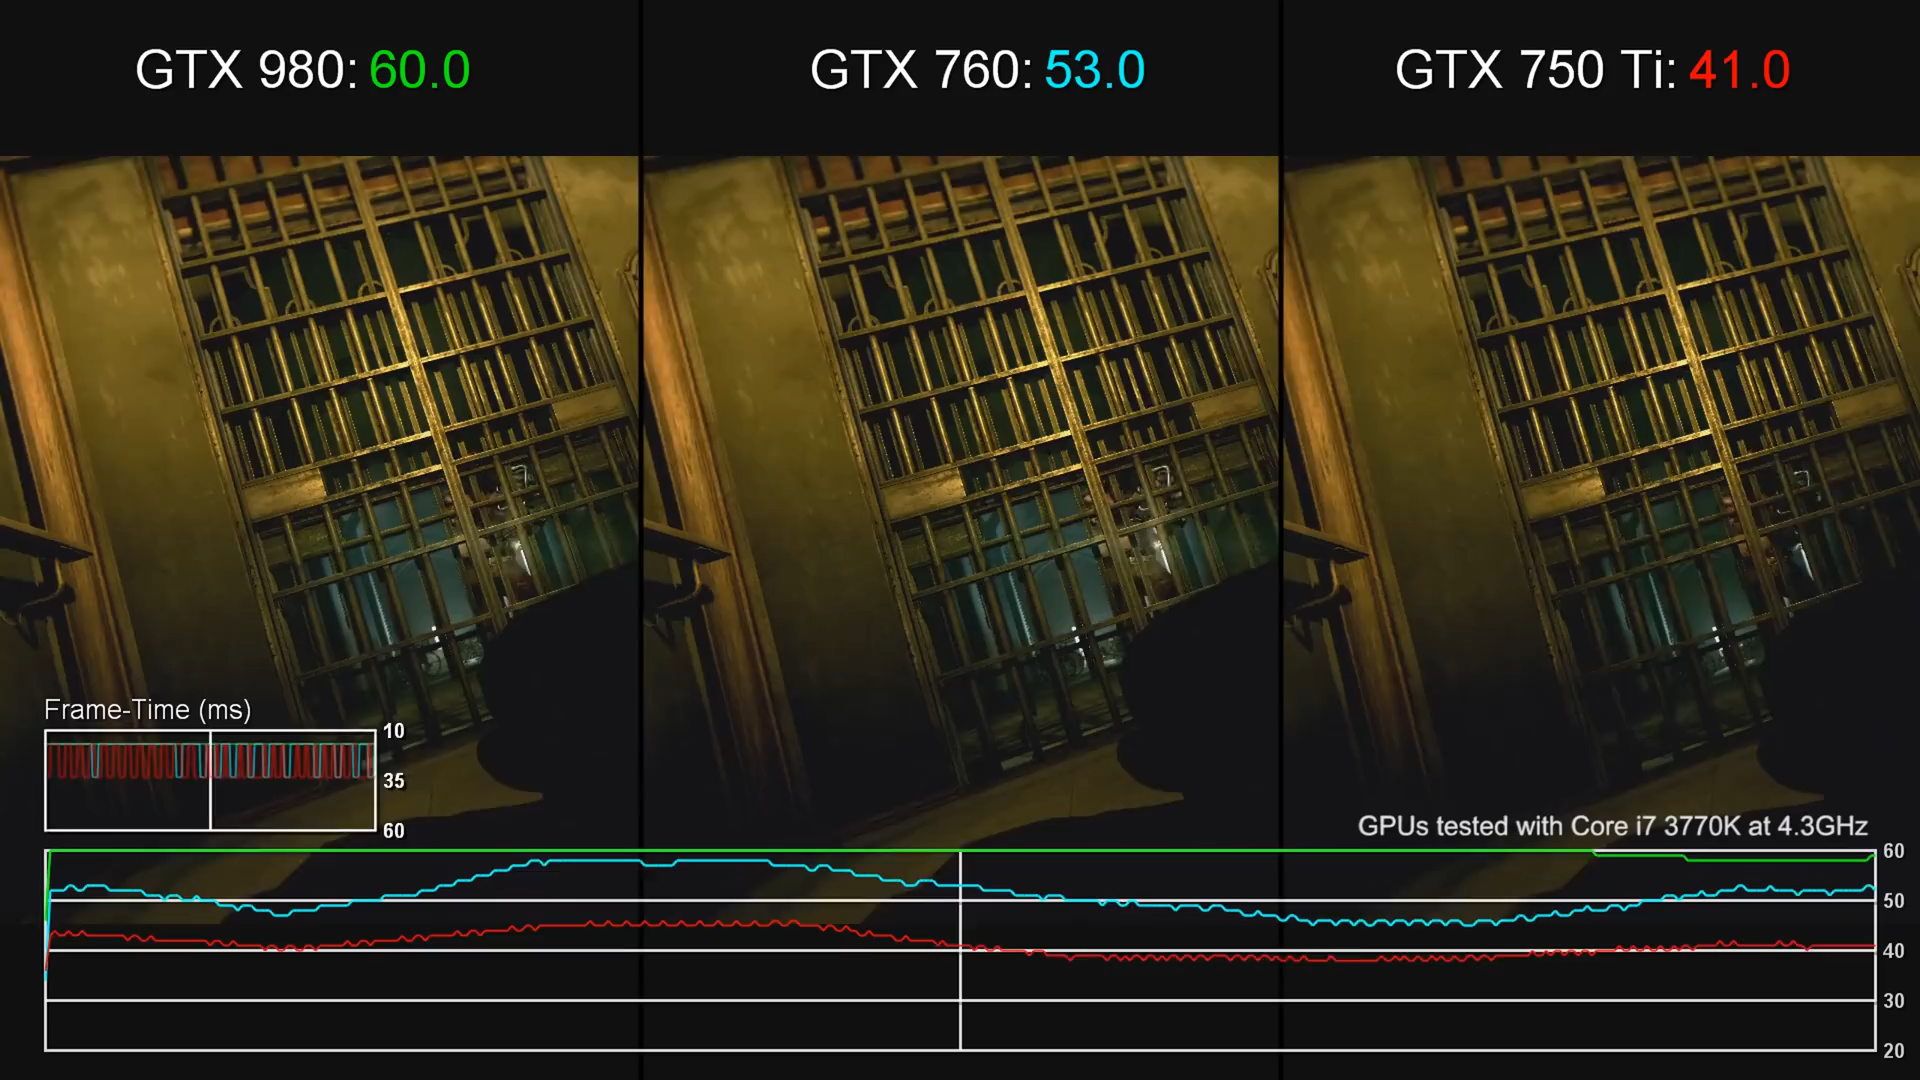 GTX 980: 60.0
GTX 760: 53.0
GTX 750 Ti: 41.0
Frame-Time (ms)
10
35
60
GPUs tested with Core i7 3770K at 4.3GHz
60
50
40
30
20